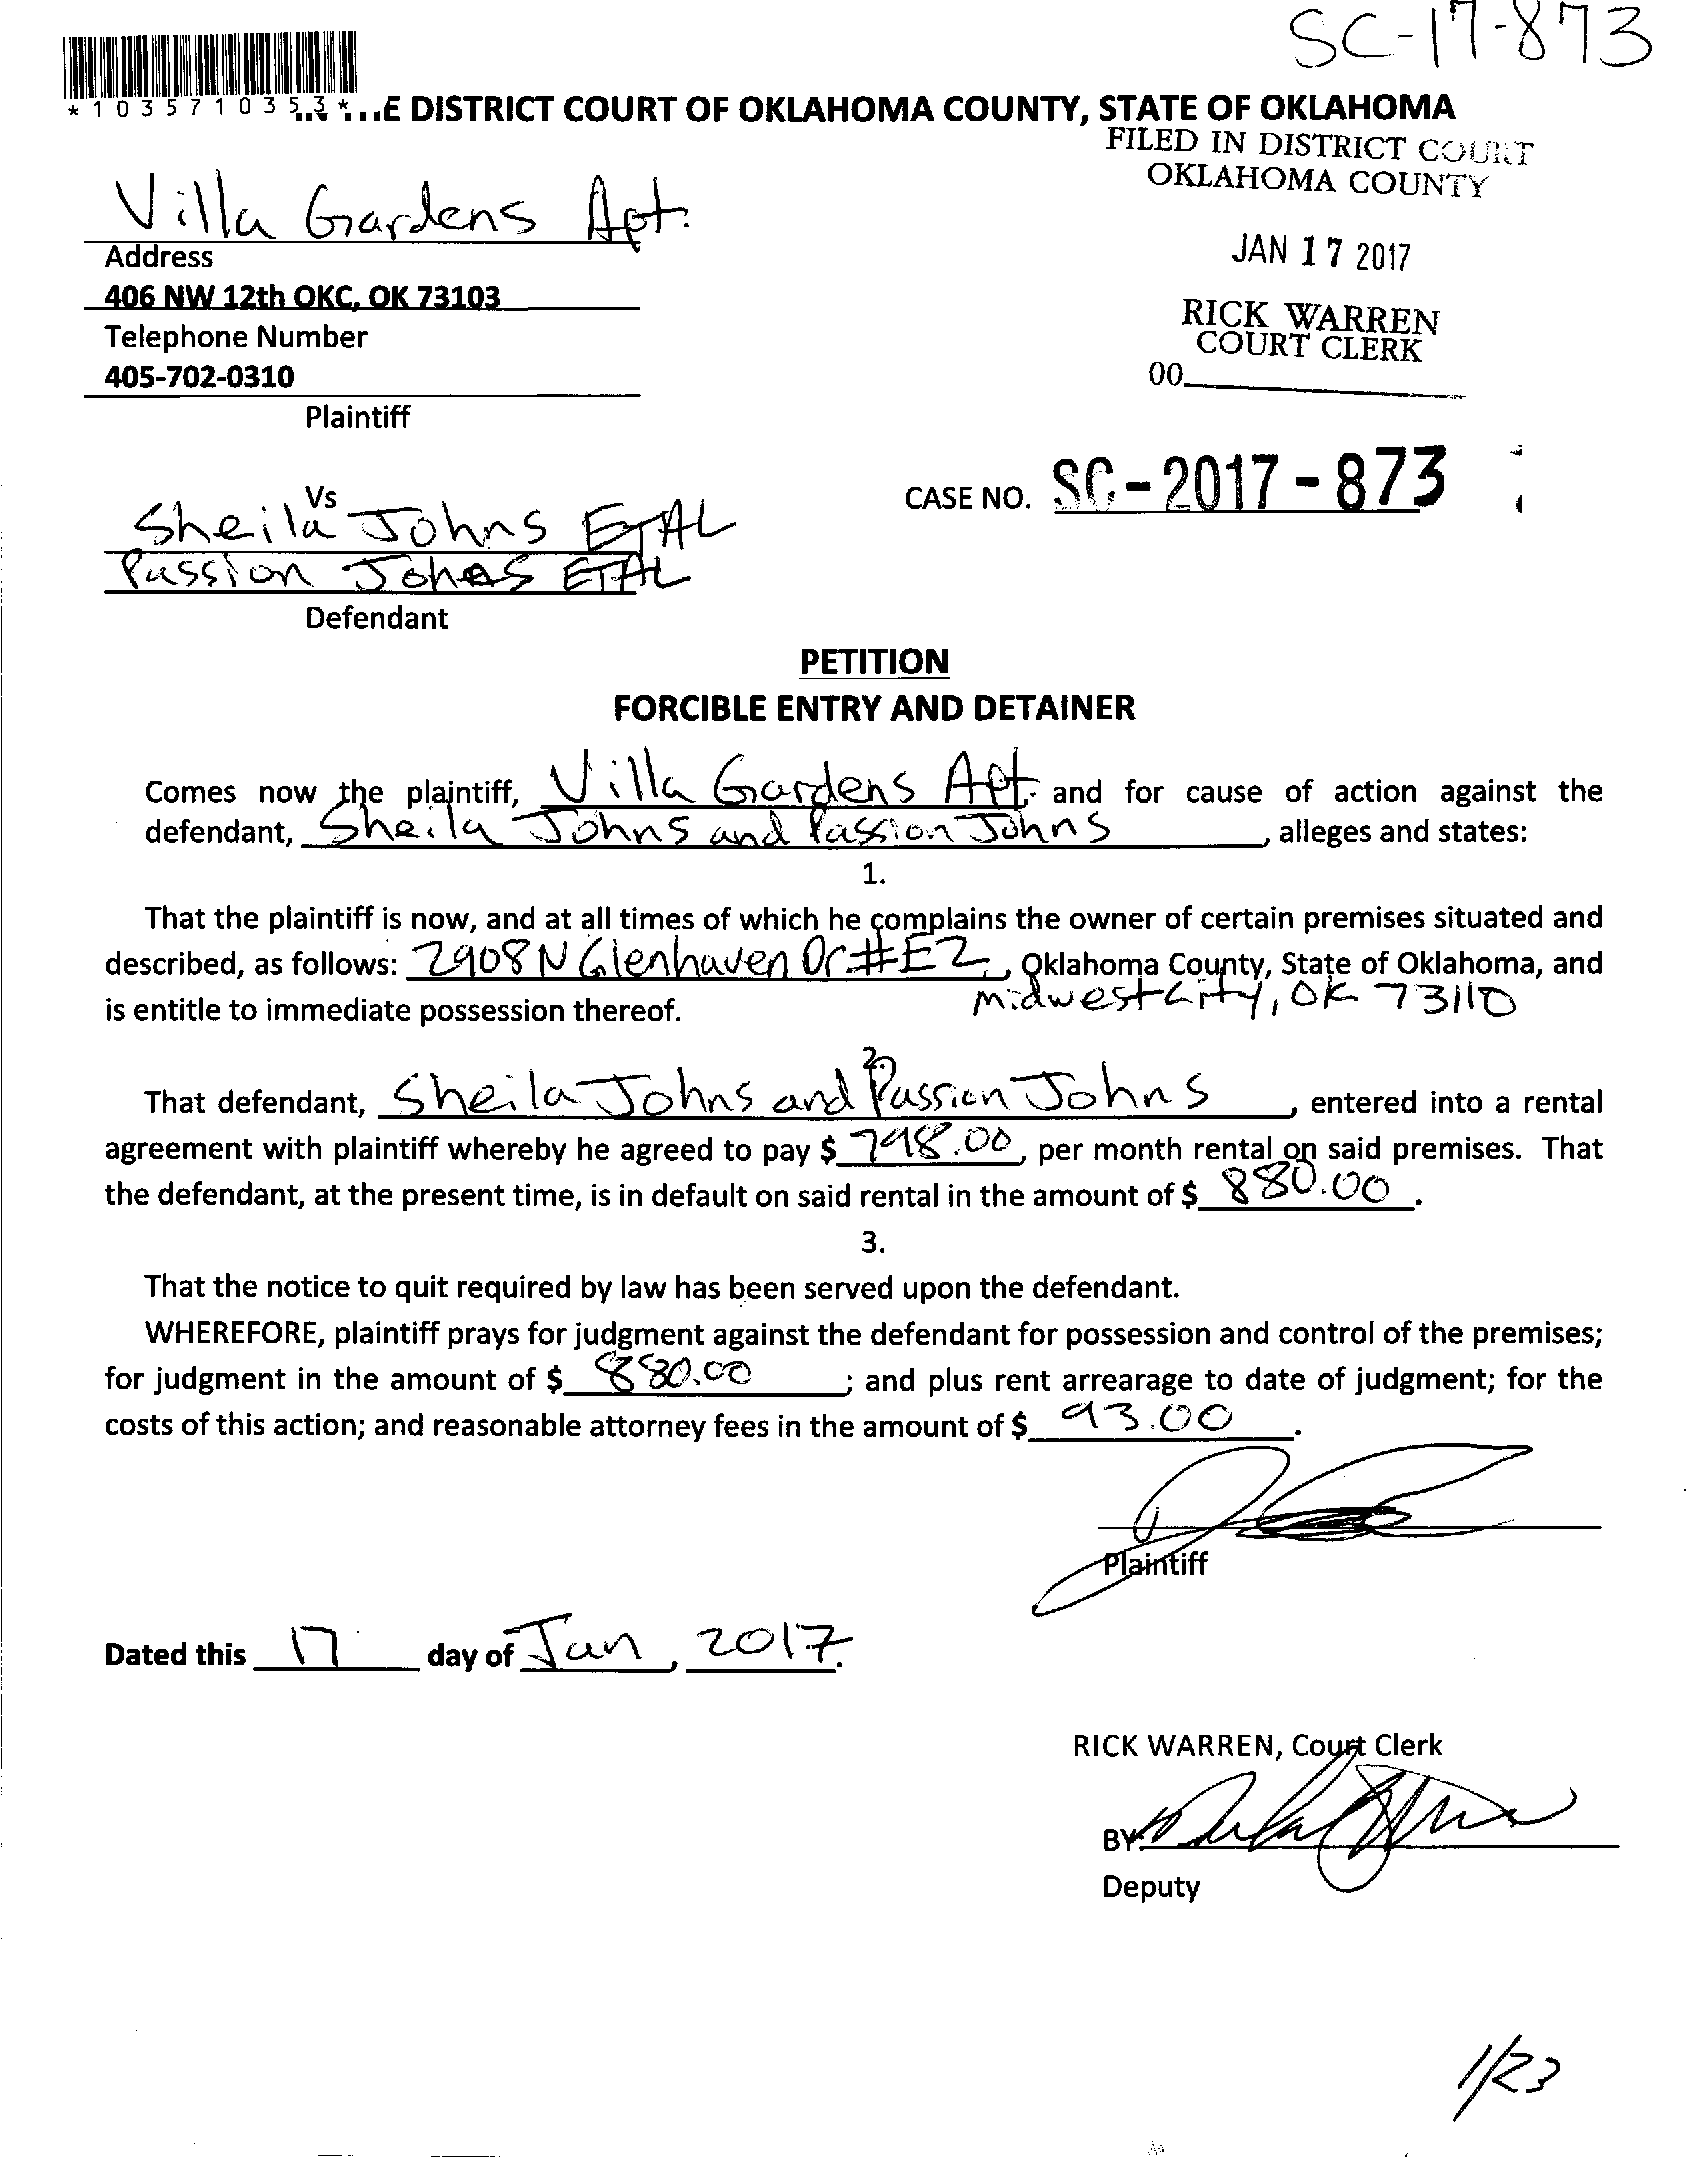 SC-17-873
*1035710353*
E DISTRICT COURT OF OKLAHOMA COUNTY, STATE OF OKLAHOMA
FILED IN DISTRICT COURT
OKLAHOMA COUNTY
JAN 17 2017
RICK WARREN
COURT CLERK
00
Villa Gardens Apt.
Address
406 NW 12th OKC, OK 73103
Telephone Number
405-702-0310
Plaintiff
Vs
CASE NO. SC-2017-873
Sheila Johns ETAL
Passion Johns ETAL
Defendant
PETITION
FORCIBLE ENTRY AND DETAINER
Comes now the plaintiff, Villa Gardens Apt. and for cause of action against the
defendant, Sheila Johns and Passion Johns, alleges and states:
1.
That the plaintiff is now, and at all times of which he complains the owner of certain premises situated and
described, as follows: 2908 N Glenhaven Dr #E2, Oklahoma County, State of Oklahoma, and
Midwest City, OK 73110
is entitle to immediate possession thereof.
2.
That defendant, Sheila Johns and Passion Johns, entered into a rental
agreement with plaintiff whereby he agreed to pay $ 798.00, per month rental on said premises. That
the defendant, at the present time, is in default on said rental in the amount of $ 880.00.
3.
That the notice to quit required by law has been served upon the defendant.
WHEREFORE, plaintiff prays for judgment against the defendant for possession and control of the premises;
for judgment in the amount of $ 880.00; and plus rent arrearage to date of judgment; for the
costs of this action; and reasonable attorney fees in the amount of $ 93.00.
Plaintiff
Dated this 17 day of Jan, 2017.
RICK WARREN, Court Clerk
BY
Deputy
1/23